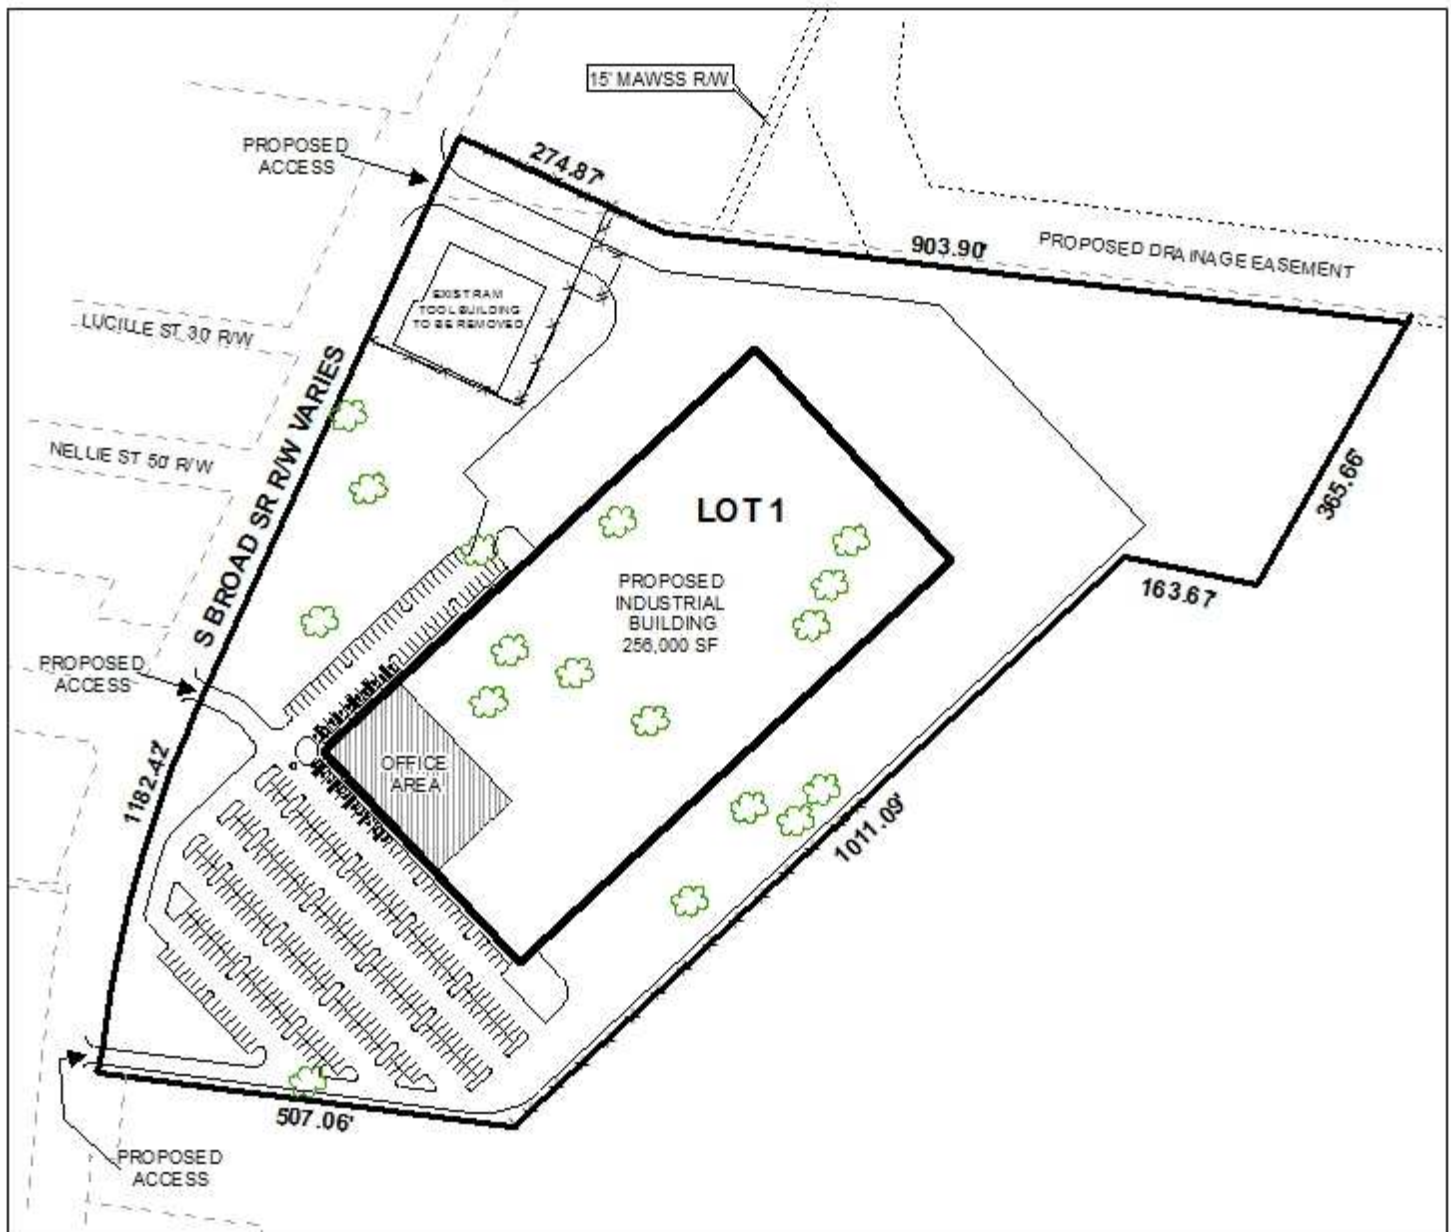 15' MAWSS R/W
PROPOSED
ACCESS
274.87'
903.90'
PROPOSED DRAINAGE EASEMENT
EXIST RAM
TOOL BUILDING
TO BE REMOVED
LUCILLE ST 30' R/W
S BROAD SR R/W VARIES
NELLIE ST 50' R/W
365.66'
LOT 1
PROPOSED
INDUSTRIAL
BUILDING
256,000 SF
163.67'
PROPOSED
ACCESS
OFFICE
AREA
1182.42'
1011.09'
507.06'
PROPOSED
ACCESS